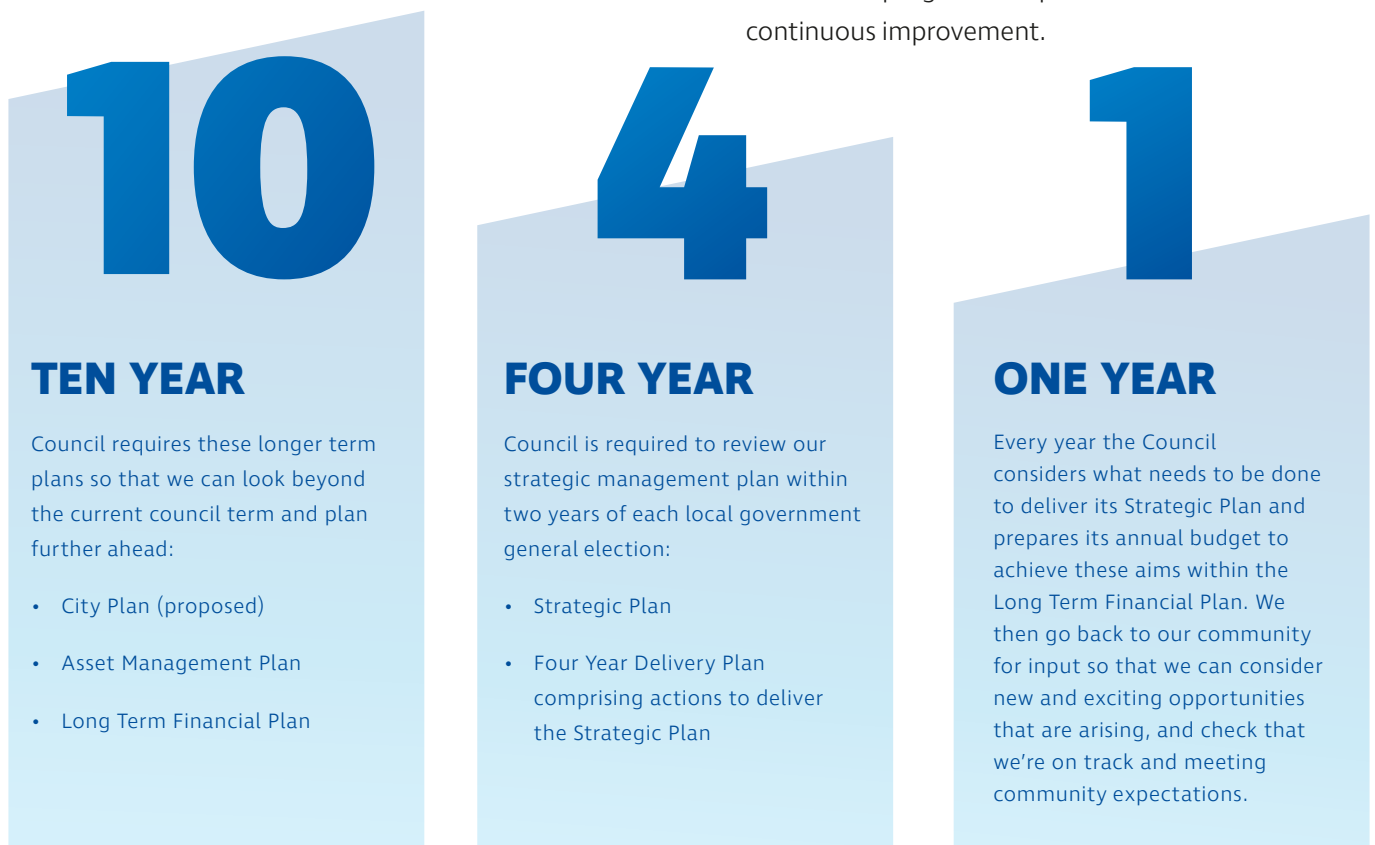 continuous improvement.
10
TEN YEAR
Council requires these longer term
plans so that we can look beyond
the current council term and plan
further ahead:
• City Plan (proposed)
• Asset Management Plan
• Long Term Financial Plan
4
FOUR YEAR
Council is required to review our
strategic management plan within
two years of each local government
general election:
• Strategic Plan
• Four Year Delivery Plan
comprising actions to deliver
the Strategic Plan
1
ONE YEAR
Every year the Council
considers what needs to be done
to deliver its Strategic Plan and
prepares its annual budget to
achieve these aims within the
Long Term Financial Plan. We
then go back to our community
for input so that we can consider
new and exciting opportunities
that are arising, and check that
we’re on track and meeting
community expectations.